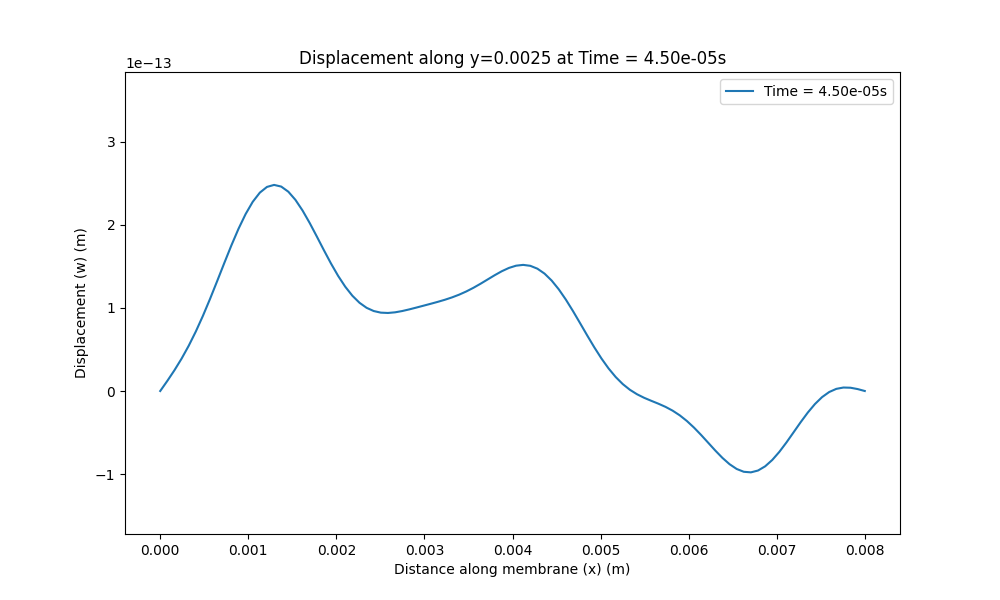 Displacement along y=0.0025 at Time = 4.50e-05s
1e−13
Time = 4.50e-05s
3
2
1
0
−1
Displacement (w) (m)
0.000 0.001 0.002 0.003 0.004 0.005 0.006 0.007 0.008
Distance along membrane (x) (m)